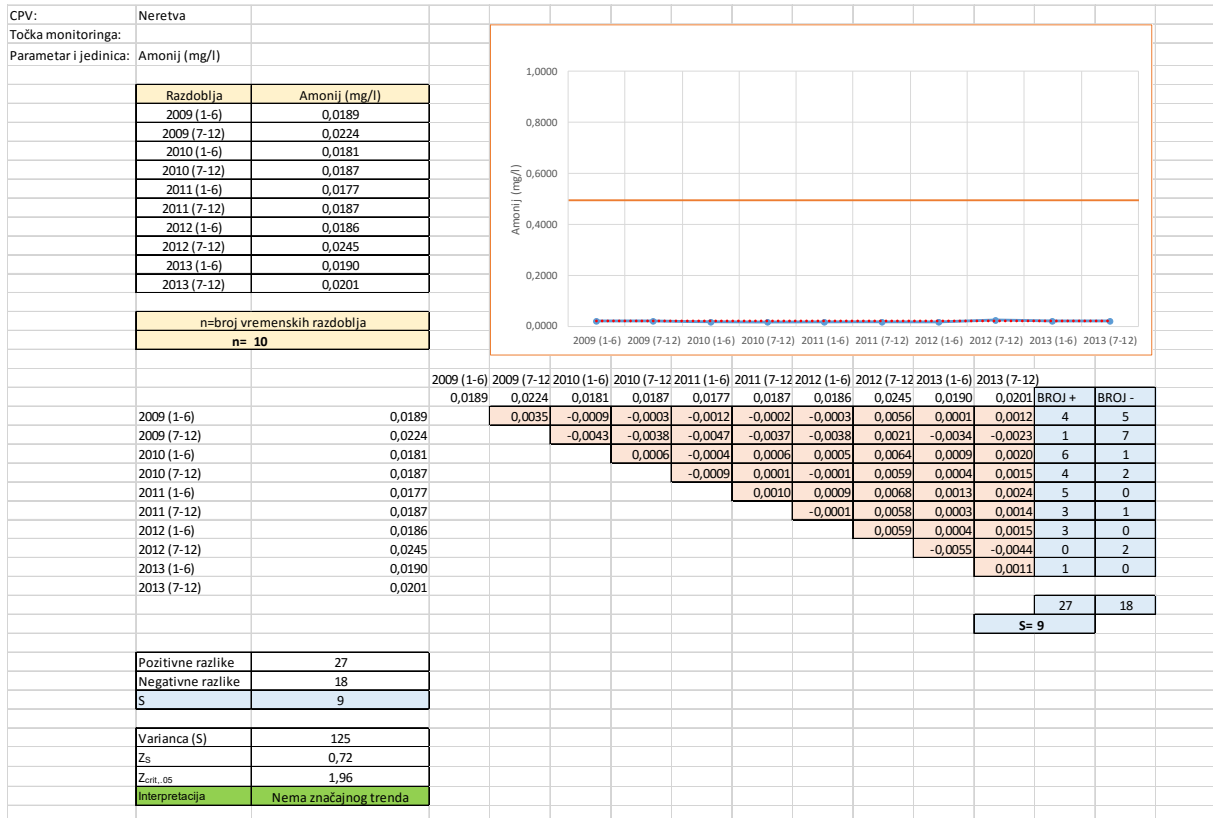 CPV: Neretva
Točka monitoringa:
Parametar i jedinica: Amonij (mg/l)
Razdoblja Amonij (mg/l)
2009 (1-6) 0,0189
2009 (7-12) 0,0224
2010 (1-6) 0,0181
2010 (7-12) 0,0187
2011 (1-6) 0,0177
2011 (7-12) 0,0187
2012 (1-6) 0,0186
2012 (7-12) 0,0245
2013 (1-6) 0,0190
2013 (7-12) 0,0201
n=broj vremenskih razdoblja
n= 10
Amonij (mg/l)
1,0000
0,8000
0,6000
0,4000
0,2000
0,0000
2009 (1-6) 2009 (7-12) 2010 (1-6) 2010 (7-12) 2011 (1-6) 2011 (7-12) 2012 (1-6) 2012 (7-12) 2013 (1-6) 2013 (7-12)
2009 (1-6) 2009 (7-12 2010 (1-6) 2010 (7-12 2011 (1-6) 2011 (7-12 2012 (1-6) 2012 (7-12 2013 (1-6) 2013 (7-12)
0,0189 0,0224 0,0181 0,0187 0,0177 0,0187 0,0186 0,0245 0,0190 0,0201 BROJ + BROJ -
2009 (1-6) 0,0189 0,0035 -0,0009 -0,0003 -0,0012 -0,0002 -0,0003 0,0056 0,0001 0,0012 4 5
2009 (7-12) 0,0224 -0,0043 -0,0038 -0,0047 -0,0037 -0,0038 0,0021 -0,0034 -0,0023 1 7
2010 (1-6) 0,0181 0,0006 -0,0004 0,0006 0,0005 0,0064 0,0009 0,0020 6 1
2010 (7-12) 0,0187 -0,0009 0,0001 -0,0001 0,0059 0,0004 0,0015 4 2
2011 (1-6) 0,0177 0,0010 0,0009 0,0068 0,0013 0,0024 5 0
2011 (7-12) 0,0187 -0,0001 0,0058 0,0003 0,0014 3 1
2012 (1-6) 0,0186 0,0059 0,0004 0,0015 3 0
2012 (7-12) 0,0245 -0,0055 -0,0044 0 2
2013 (1-6) 0,0190 0,0011 1 0
2013 (7-12) 0,0201
27 18
S= 9
Pozitivne razlike 27
Negativne razlike 18
S 9
Varianca (S) 125
Zs 0,72
Zcrit,.05 1,96
Interpretacija Nema značajnog trenda